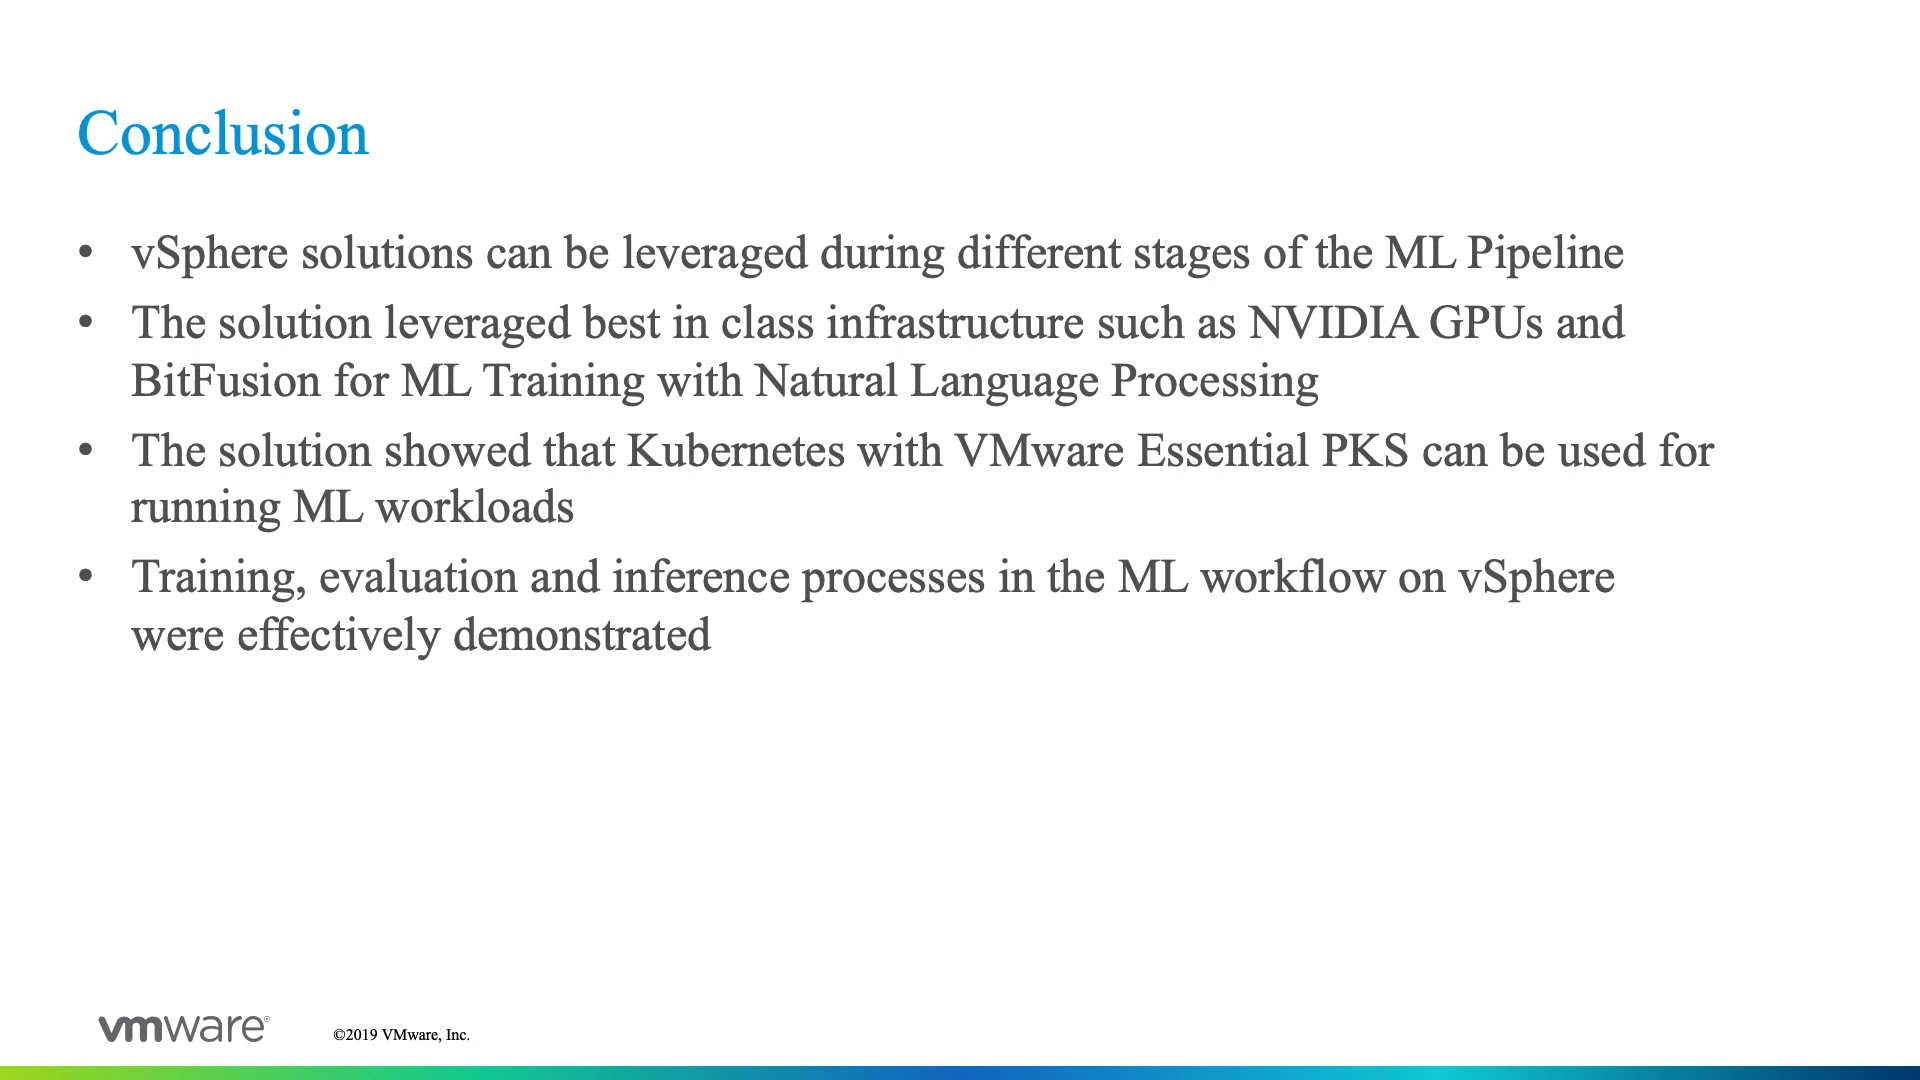 Conclusion
• vSphere solutions can be leveraged during different stages of the ML Pipeline
• The solution leveraged best in class infrastructure such as NVIDIA GPUs and
BitFusion for ML Training with Natural Language Processing
• The solution showed that Kubernetes with VMware Essential PKS can be used for
running ML workloads
• Training, evaluation and inference processes in the ML workflow on vSphere
were effectively demonstrated
vmware®
©2019 VMware, Inc.